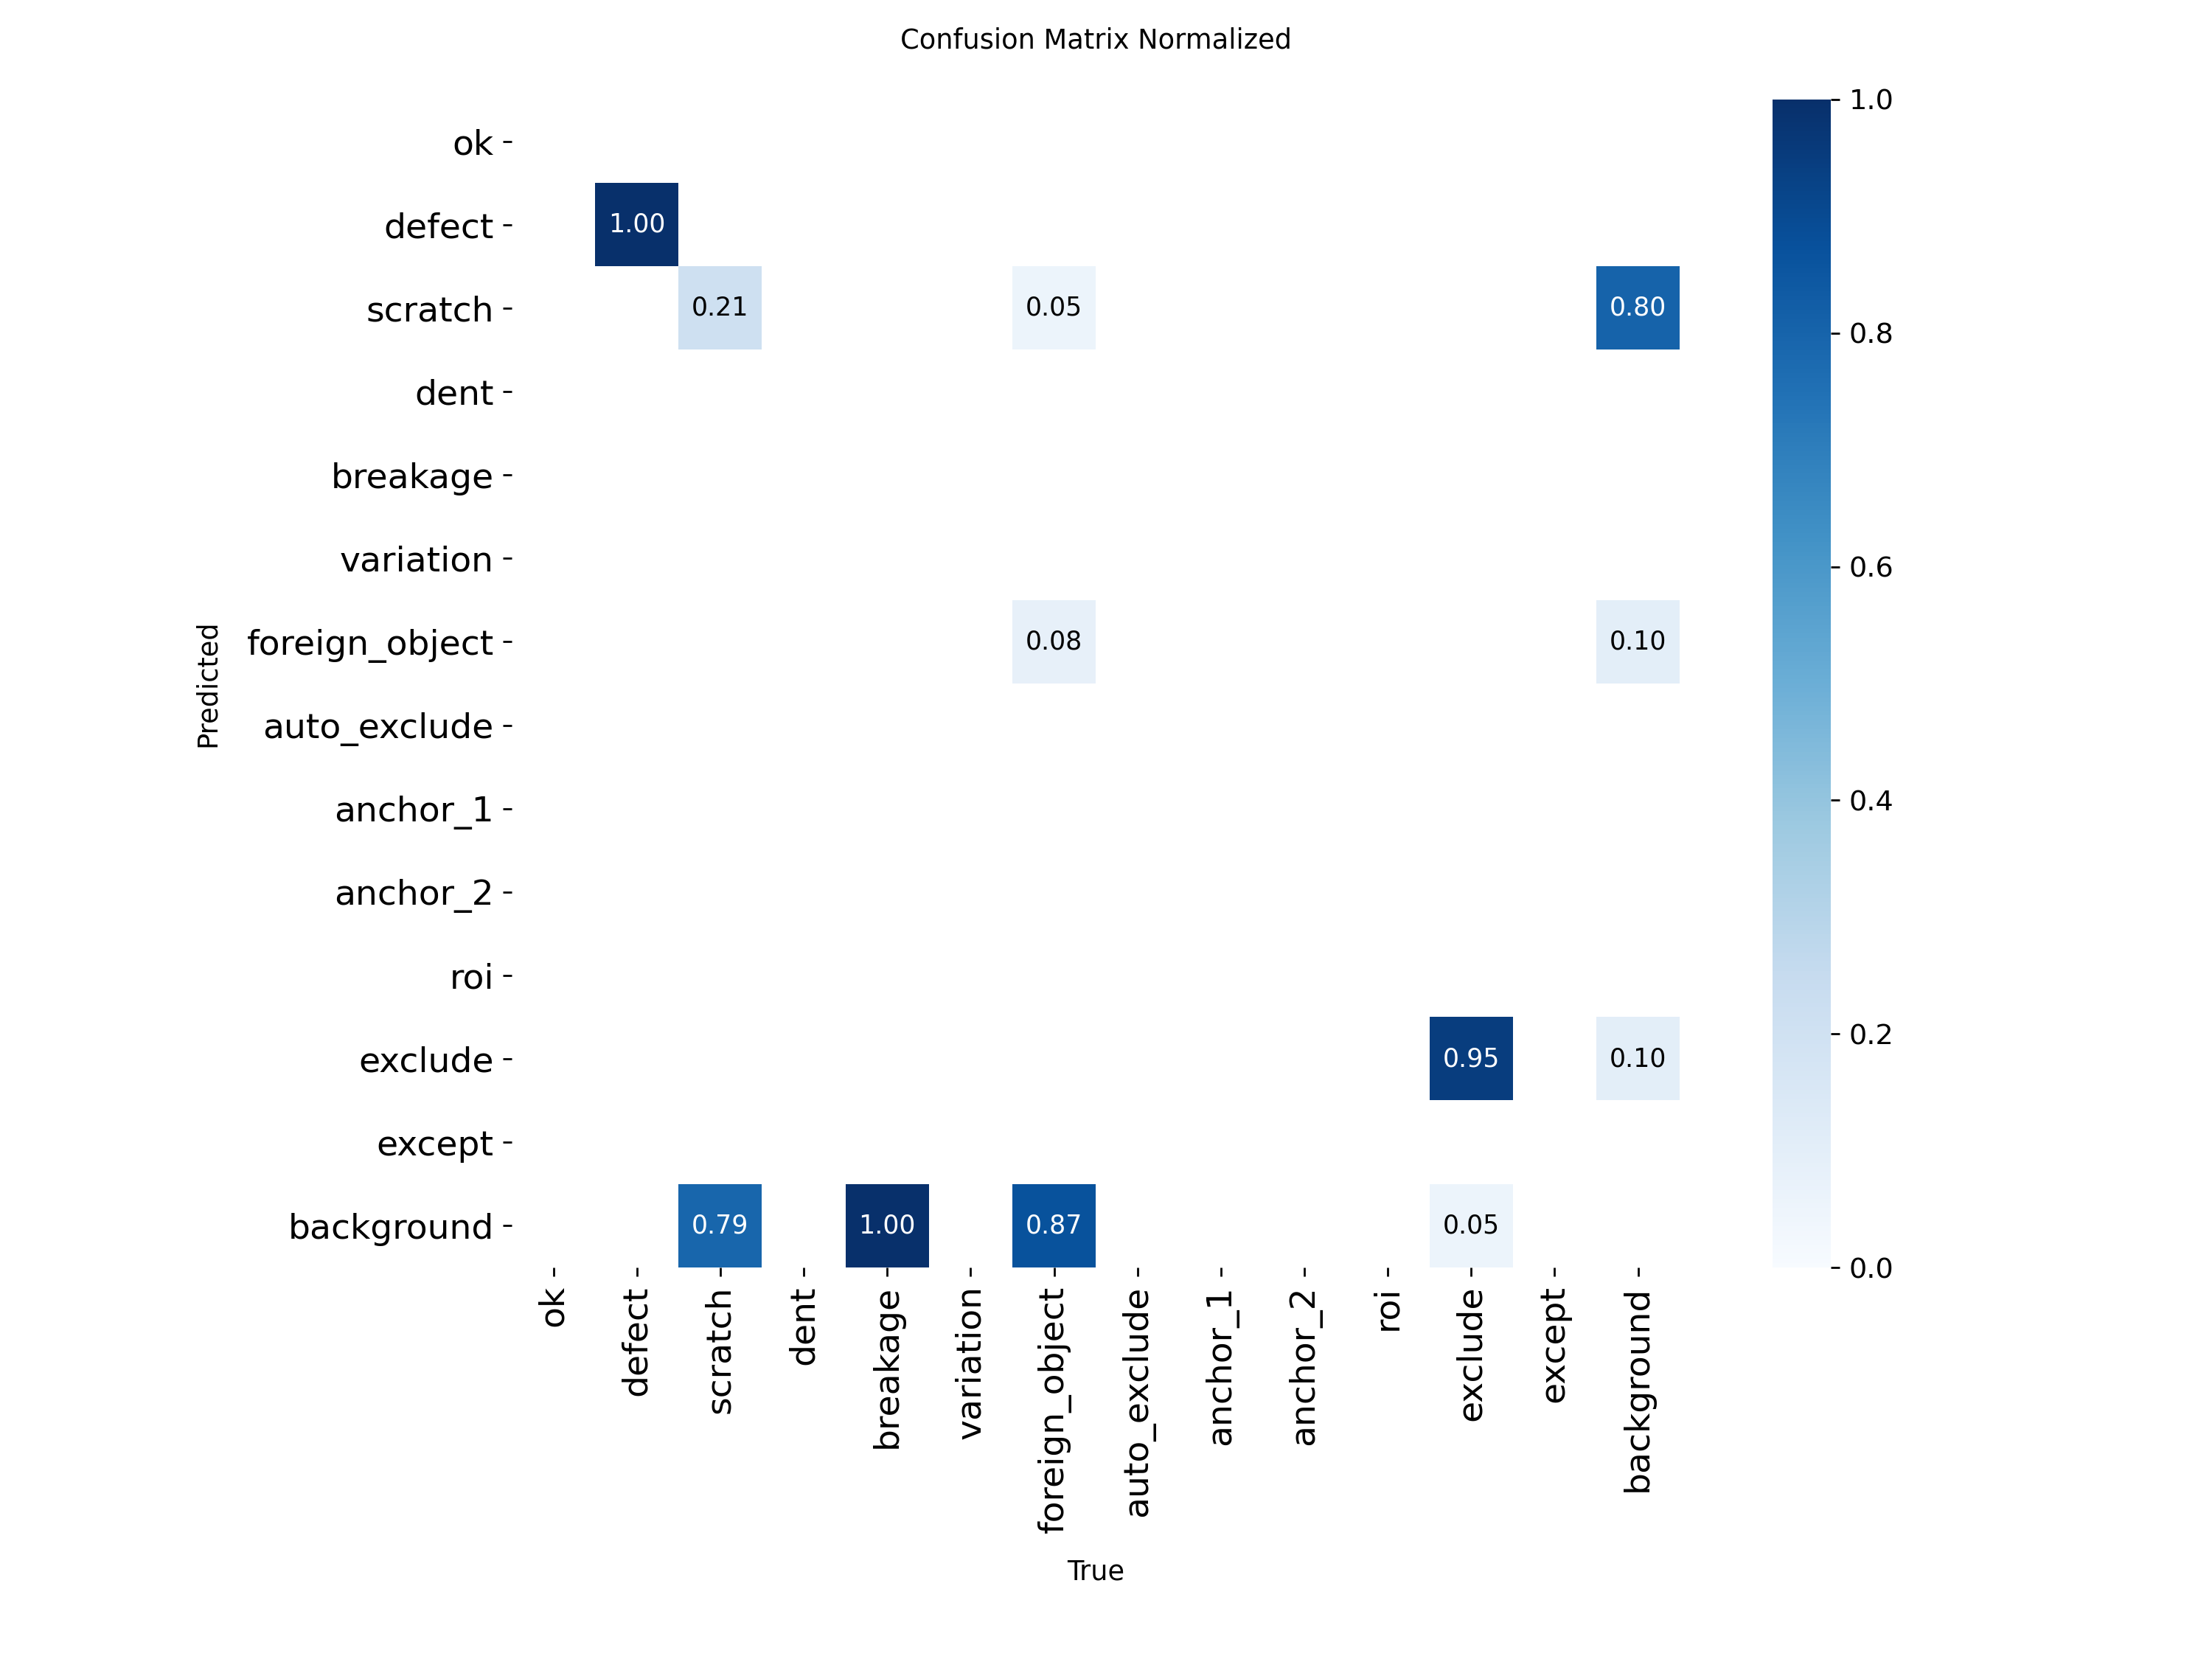 Confusion Matrix Normalized
ok
defect
scratch
dent
breakage
variation
foreign_object
auto_exclude
anchor_1
anchor_2
roi
exclude
except
background
Predicted
1.00
0.21 0.05 0.80
0.08 0.10
0.95 0.10
0.79 1.00 0.87 0.05
ok defect scratch dent breakage variation foreign_object auto_exclude anchor_1 anchor_2 roi exclude except background
True
1.0
0.8
0.6
0.4
0.2
0.0